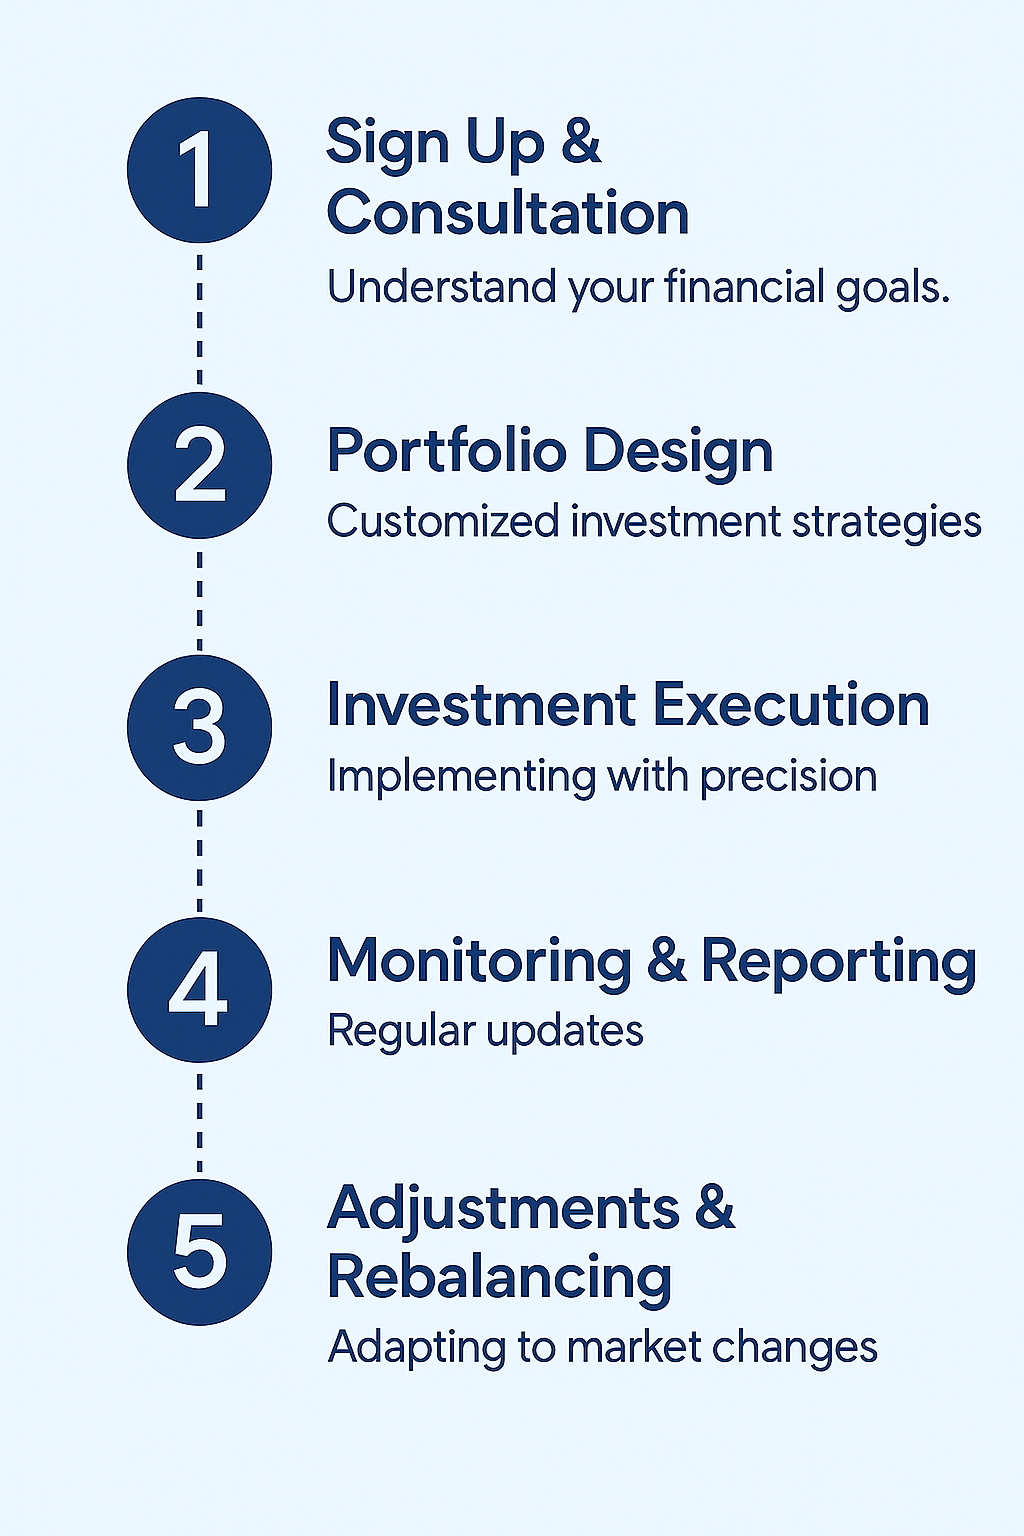 1
Sign Up &
Consultation
Understand your financial goals.
2
Portfolio Design
Customized investment strategies
3
Investment Execution
Implementing with precision
4
Monitoring & Reporting
Regular updates
5
Adjustments &
Rebalancing
Adapting to market changes